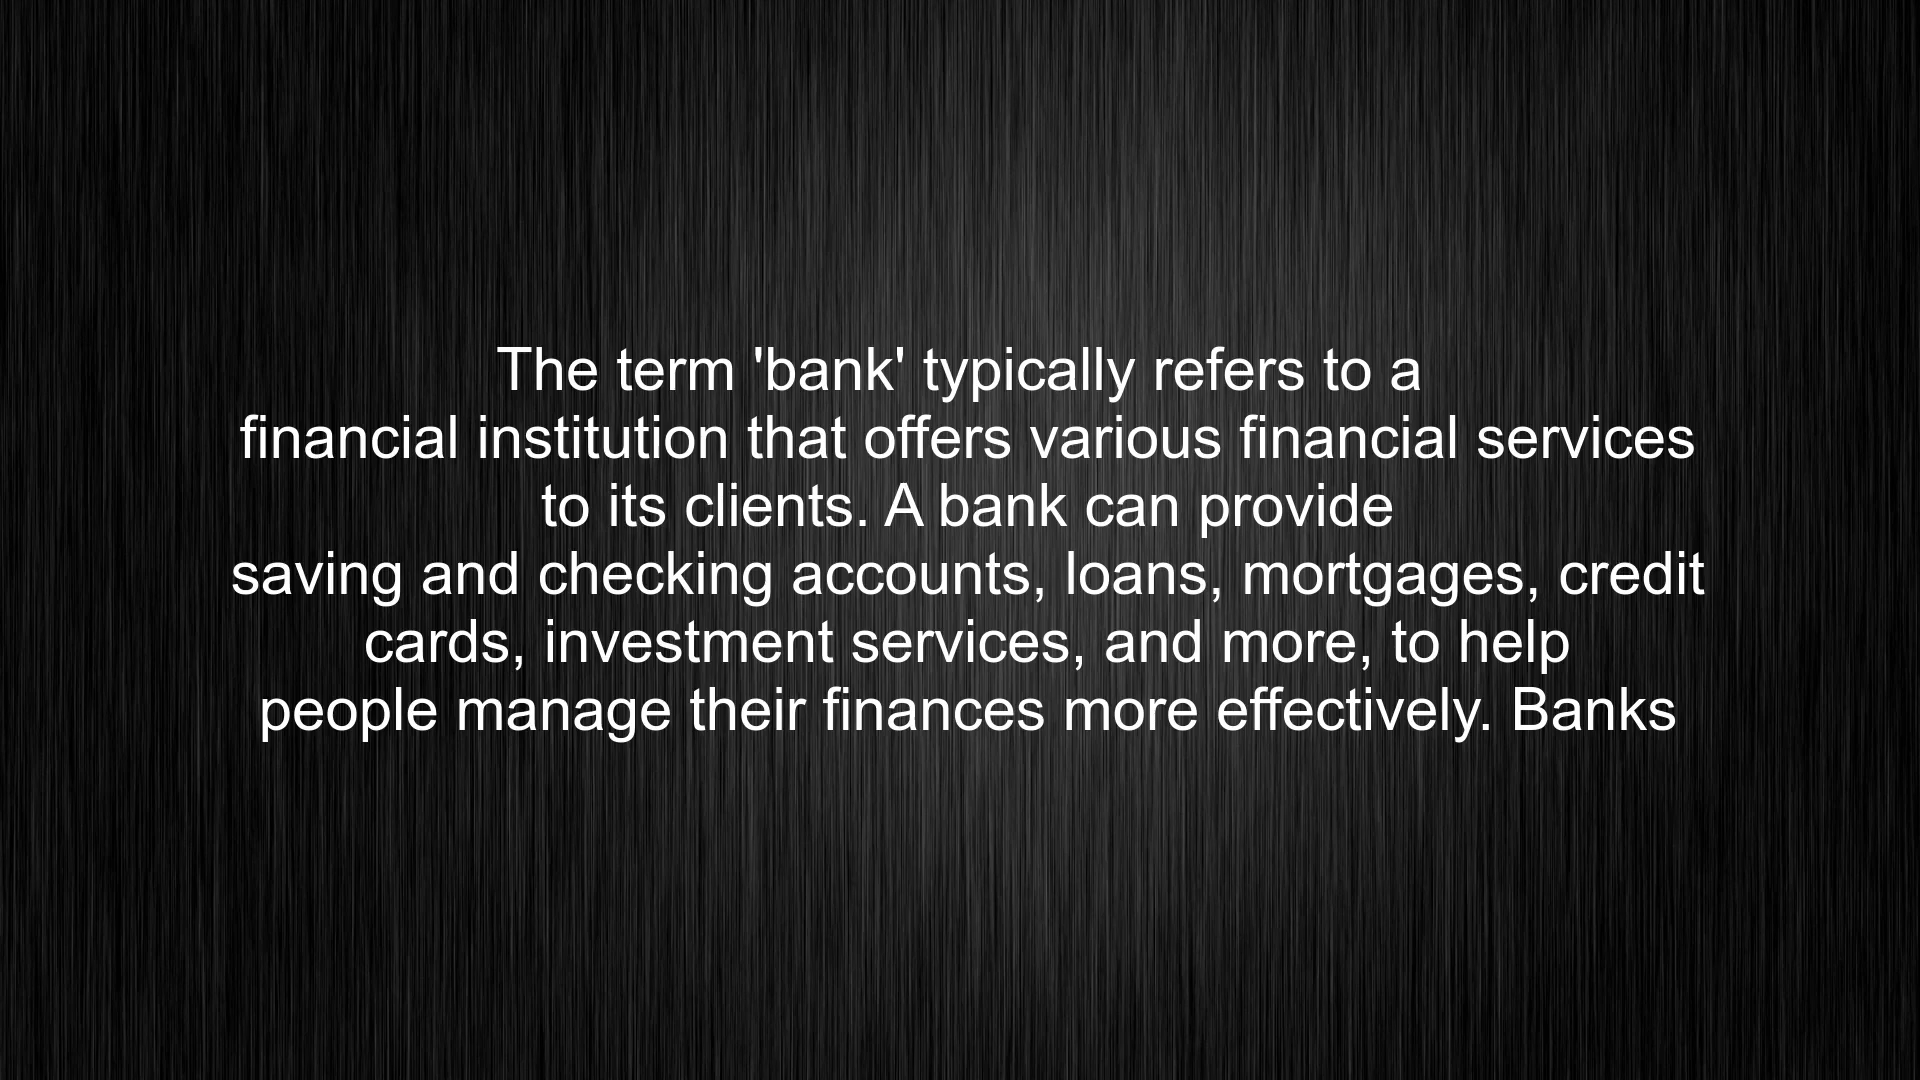 The term 'bank' typically refers to a
financial institution that offers various financial services
to its clients. A bank can provide
saving and checking accounts, loans, mortgages, credit
cards, investment services, and more, to help
people manage their finances more effectively. Banks